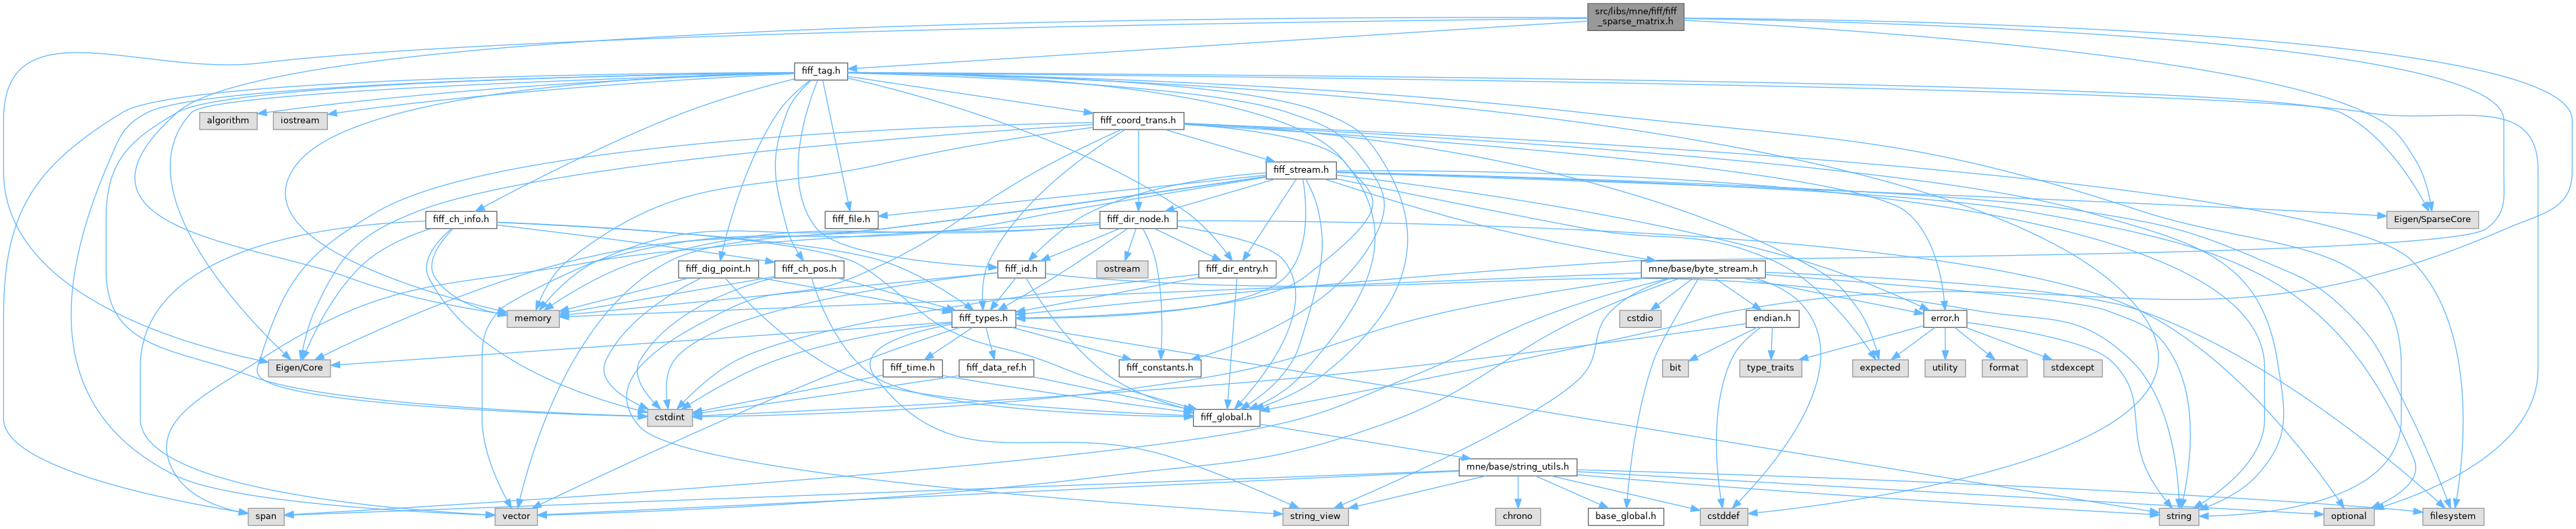 src/libs/mne/fiff/fiff
_sparse_matrix.h
fiff_tag.h
algorithm
iostream
fiff_coord_trans.h
fiff_stream.h
fiff_ch_info.h
fiff_file.h
fiff_dir_node.h
Eigen/SparseCore
fiff_dig_point.h
fiff_ch_pos.h
fiff_id.h
ostream
fiff_dir_entry.h
mne/base/byte_stream.h
memory
fiff_types.h
cstdio
endian.h
error.h
Eigen/Core
fiff_time.h
fiff_data_ref.h
fiff_constants.h
bit
type_traits
expected
utility
format
stdexcept
cstdint
fiff_global.h
mne/base/string_utils.h
span
vector
string_view
chrono
base_global.h
cstddef
string
optional
filesystem